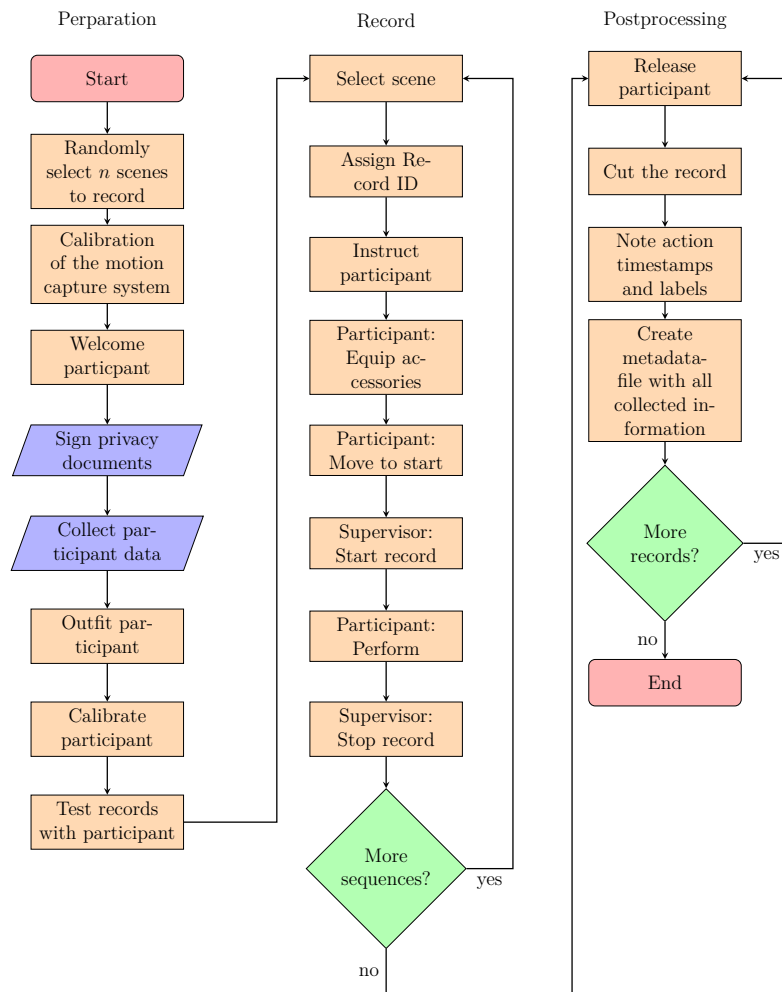 Perparation
Start
Randomly
select n scenes
to record
Calibration
of the motion
capture system
Welcome
particpant
Sign privacy
documents
Collect par-
ticipant data
Outfit par-
ticipant
Calibrate
participant
Test records
with participant
Record
Select scene
Assign Re-
cord ID
Instruct
participant
Participant:
Equip ac-
cessories
Participant:
Move to start
Supervisor:
Start record
Participant:
Perform
Supervisor:
Stop record
More
sequences?
yes
no
Postprocessing
Release
participant
Cut the record
Note action
timestamps
and labels
Create
metadata-
file with all
collected in-
formation
More
records?
yes
no
End